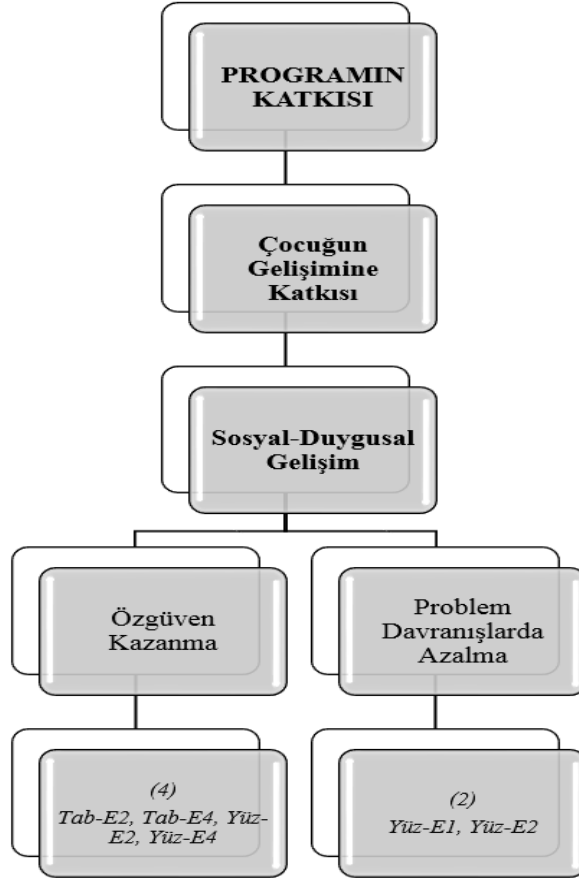 PROGRAMIN
KATKISI
Çocuğun
Gelişimine
Katkısı
Sosyal-Duygusal
Gelişim
Özgüven
Kazanma
Problem
Davranışlarda
Azalma
(4)
Tab-E2, Tab-E4, Yüz-
E2, Yüz-E4
(2)
Yüz-E1, Yüz-E2